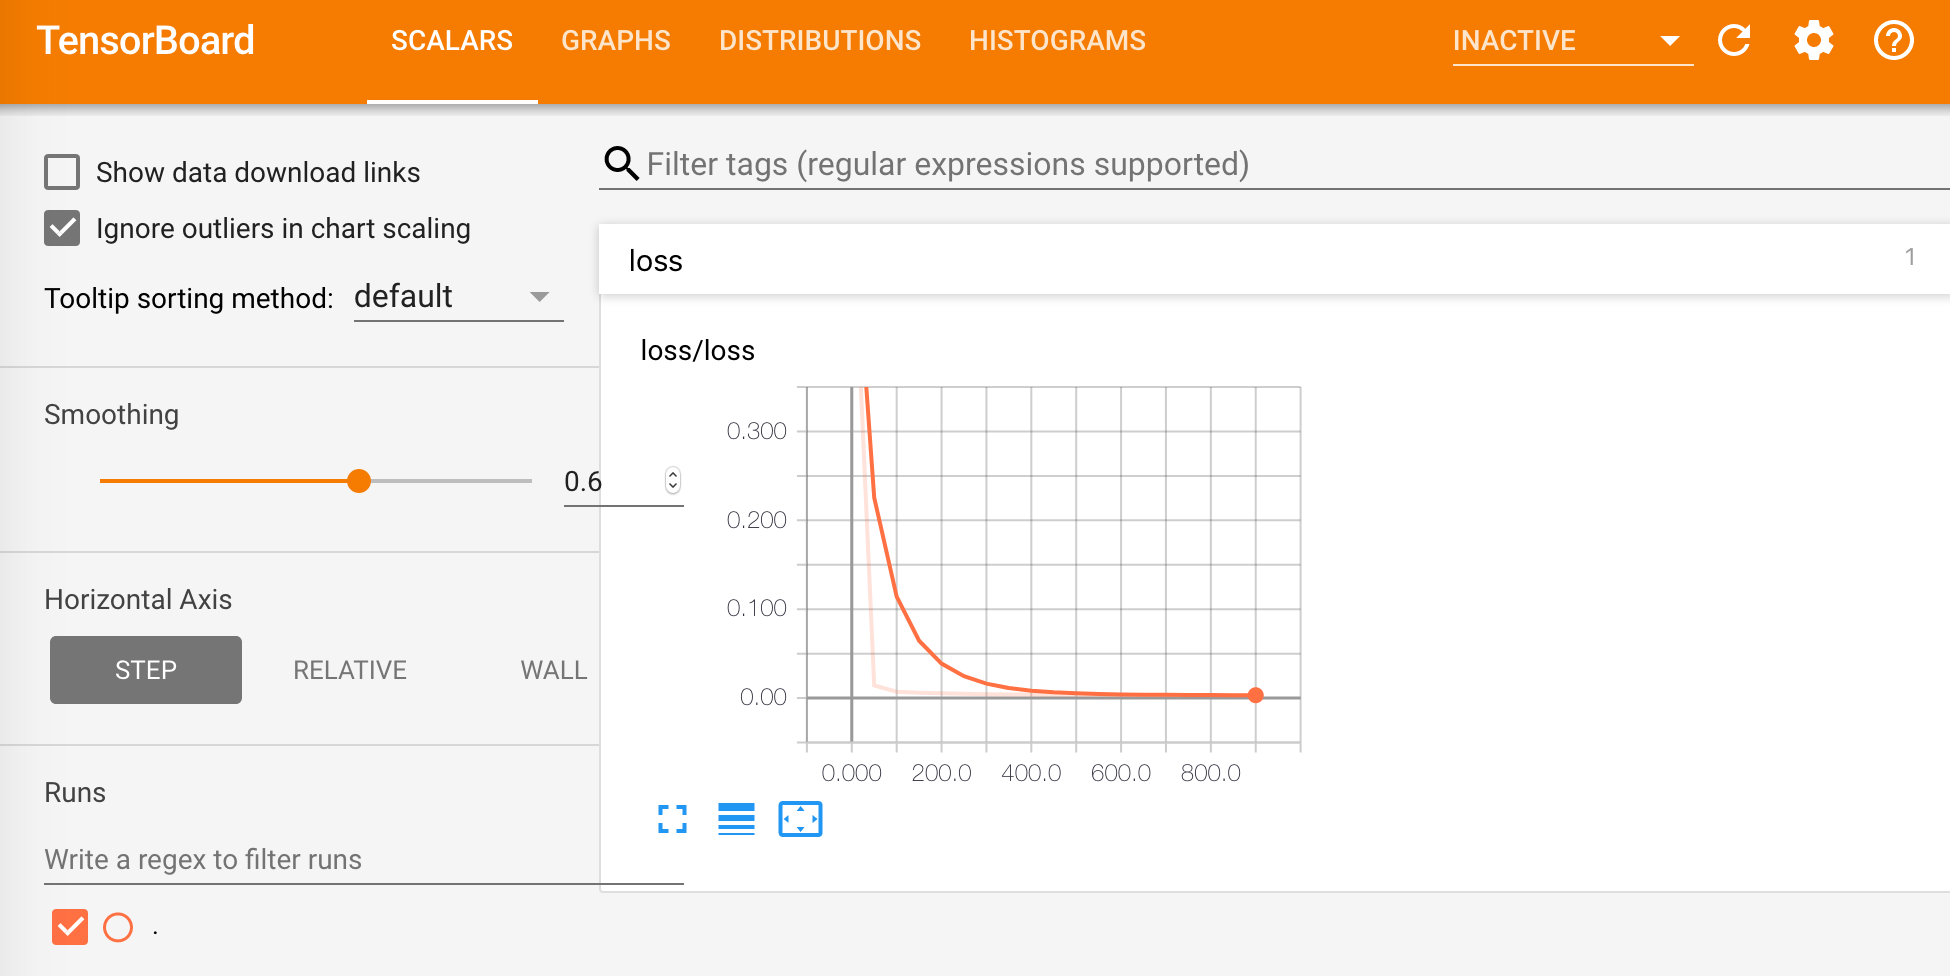 TensorBoard SCALARS GRAPHS DISTRIBUTIONS HISTOGRAMS INACTIVE
Show data download links
Ignore outliers in chart scaling
Tooltip sorting method: default
Smoothing
0.6
Horizontal Axis
STEP RELATIVE WALL
Runs
Write a regex to filter runs
.
Filter tags (regular expressions supported)
loss 1
loss/loss
0.300
0.200
0.100
0.00
0.000 200.0 400.0 600.0 800.0